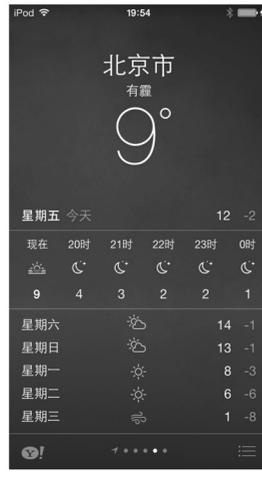 iPod 19:54
北京市
有霾
9°
星期五 今天 12 -2
现在 20时 21时 22时 23时 0时
9 4 3 2 2 1
星期六 14 -1
星期日 13 -1
星期一 8 -3
星期二 6 -6
星期三 1 -8
Y!